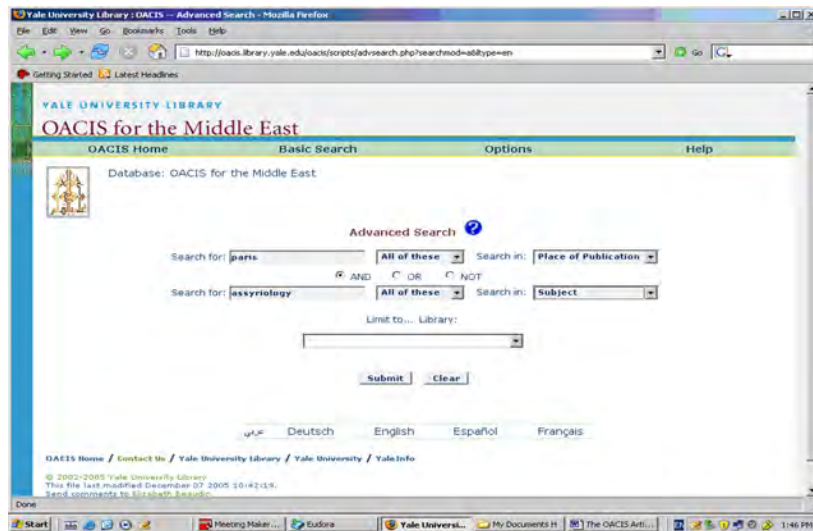 Yale University Library : OACIS -- Advanced Search - Mozilla Firefox
File Edit View Go Bookmarks Tools Help
http://oacis.library.yale.edu/oacis/scripts/advsearch.php?searchmod=ab&ltype=en Go
Getting Started Latest Headlines
YALE UNIVERSITY LIBRARY
OACIS for the Middle East
OACIS Home Basic Search Options Help
Database: OACIS for the Middle East
Advanced Search ?
Search for: paris All of these Search in: Place of Publication
AND OR NOT
Search for: assyriology All of these Search in: Subject
Limit to... Library:
Submit Clear
عربي Deutsch English Español Français
OACIS Home / Contact Us / Yale University Library / Yale University / YaleInfo
© 2002-2005 Yale University Library
This file last modified December 07 2005 10:42:19.
Send comments to Elizabeth Beaudin
Done
Start Meeting Maker... Eudora Yale Universi... My Documents H The OACIS Arti... 1:46 PM